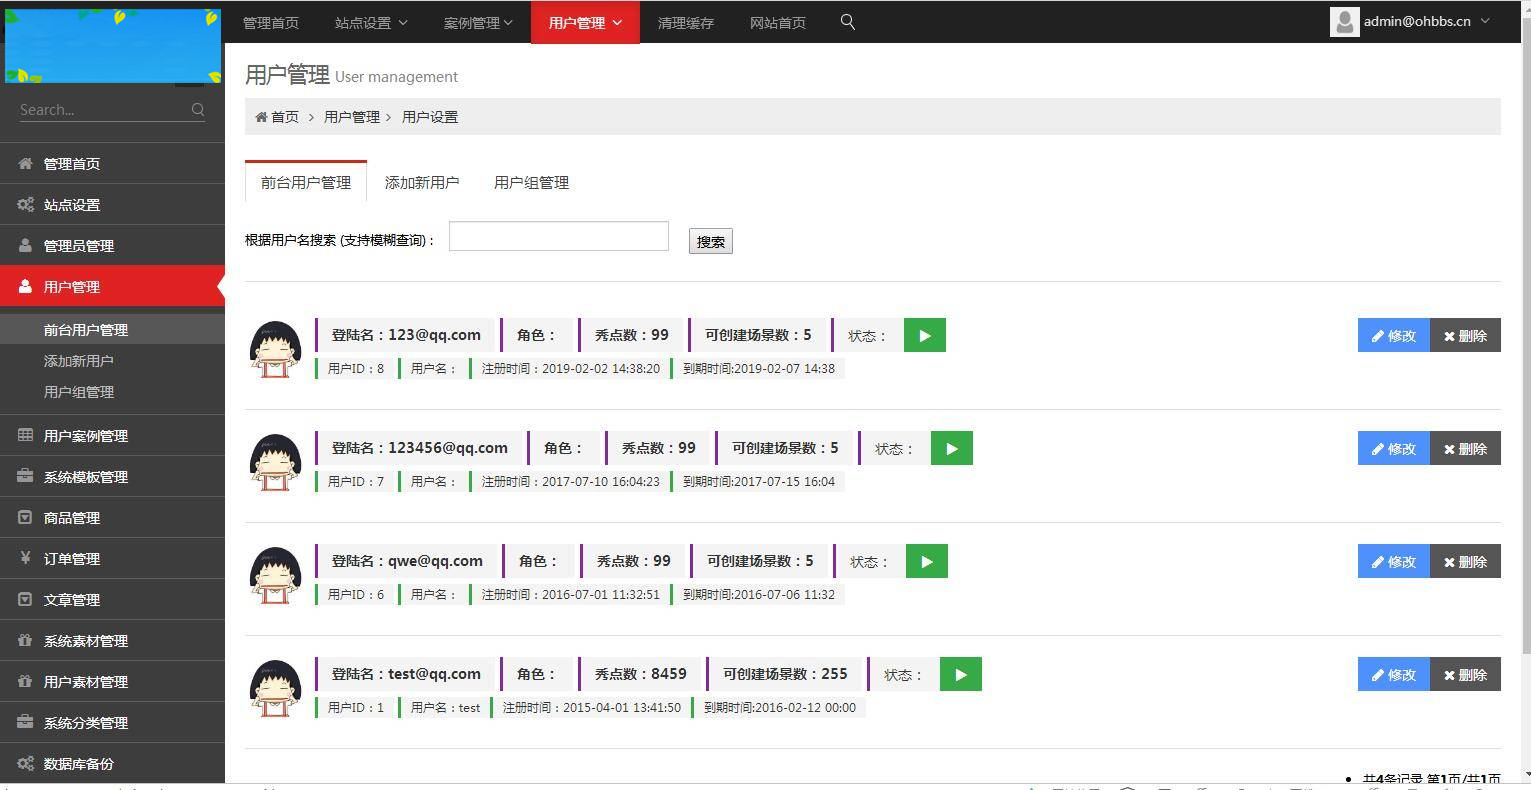 管理首页 站点设置 案例管理 用户管理 清理缓存 网站首页 admin@ohbbs.cn
Search...
管理首页
站点设置
管理员管理
用户管理
前台用户管理
添加新用户
用户组管理
用户案例管理
系统模板管理
商品管理
订单管理
文章管理
系统素材管理
用户素材管理
系统分类管理
数据库备份
用户管理 User management
首页 > 用户管理 > 用户设置
前台用户管理 添加新用户 用户组管理
根据用户名搜索 (支持模糊查询)： 搜索
登陆名：123@qq.com 角色： 秀点数：99 可创建场景数：5 状态： 修改 删除
用户ID：8 用户名： 注册时间：2019-02-02 14:38:20 到期时间:2019-02-07 14:38
登陆名：123456@qq.com 角色： 秀点数：99 可创建场景数：5 状态： 修改 删除
用户ID：7 用户名： 注册时间：2017-07-10 16:04:23 到期时间:2017-07-15 16:04
登陆名：qwe@qq.com 角色： 秀点数：99 可创建场景数：5 状态： 修改 删除
用户ID：6 用户名： 注册时间：2016-07-01 11:32:51 到期时间:2016-07-06 11:32
登陆名：test@qq.com 角色： 秀点数：8459 可创建场景数：255 状态： 修改 删除
用户ID：1 用户名：test 注册时间：2015-04-01 13:41:50 到期时间:2016-02-12 00:00
共4条记录 第1页/共1页